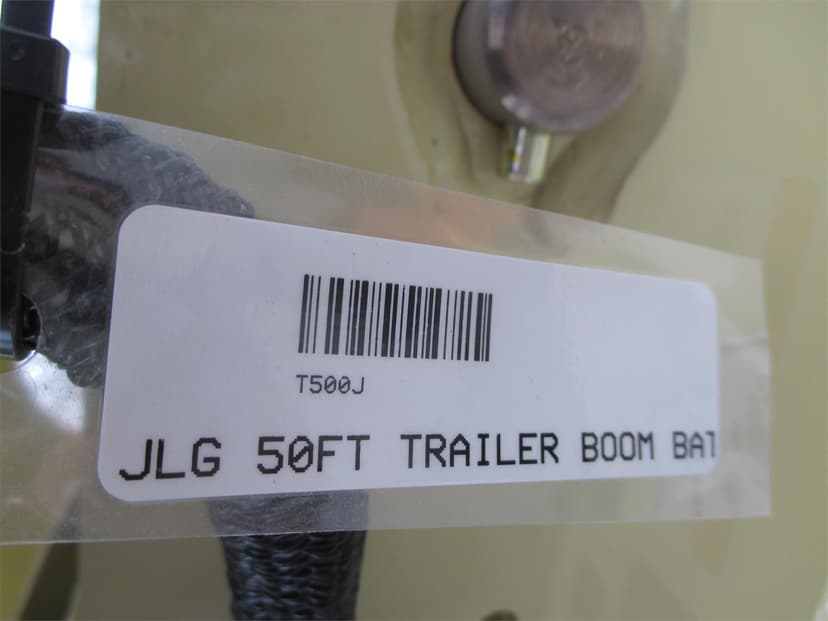 T500J
JLG 50FT TRAILER BOOM BAT